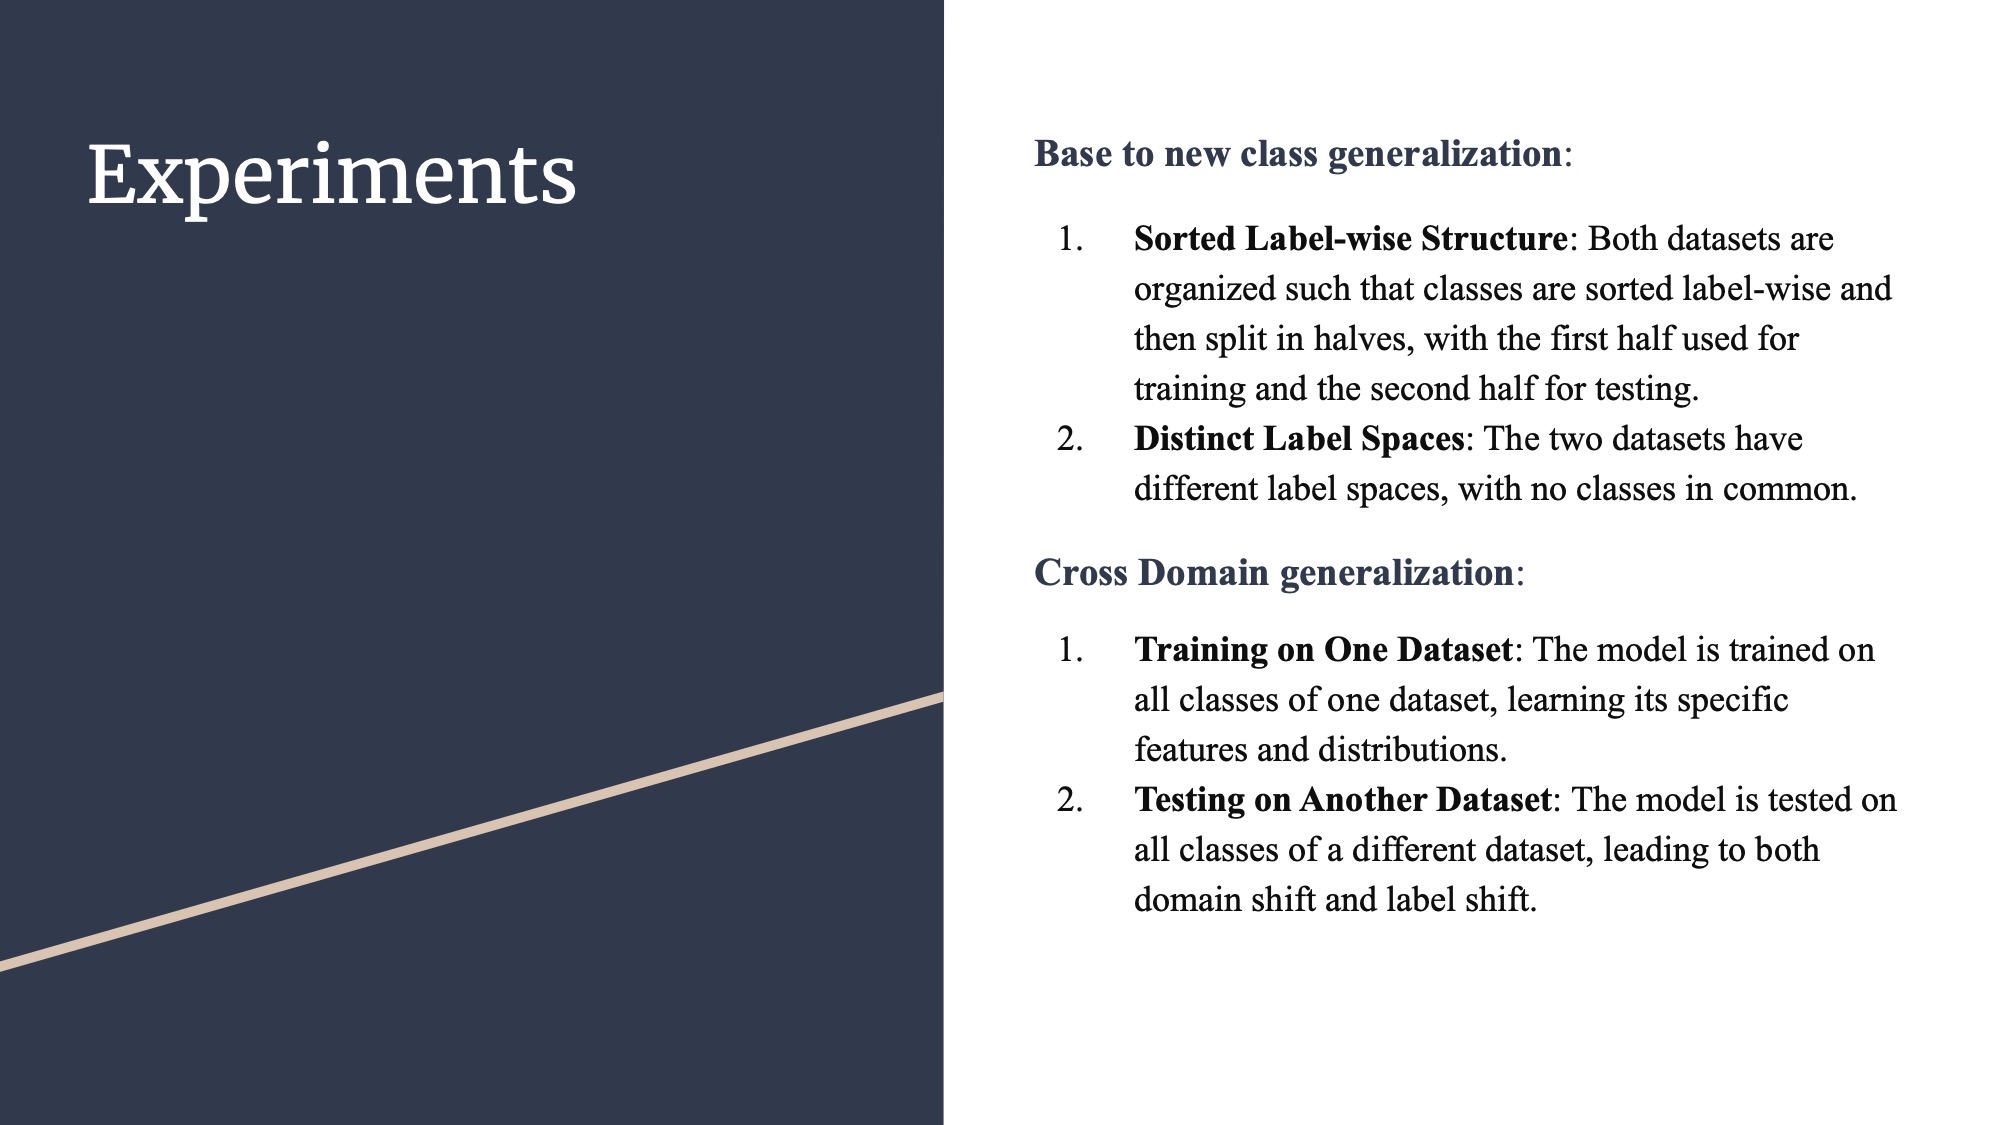 Experiments
Base to new class generalization:
1. Sorted Label-wise Structure: Both datasets are
organized such that classes are sorted label-wise and
then split in halves, with the first half used for
training and the second half for testing.
2. Distinct Label Spaces: The two datasets have
different label spaces, with no classes in common.
Cross Domain generalization:
1. Training on One Dataset: The model is trained on
all classes of one dataset, learning its specific
features and distributions.
2. Testing on Another Dataset: The model is tested on
all classes of a different dataset, leading to both
domain shift and label shift.